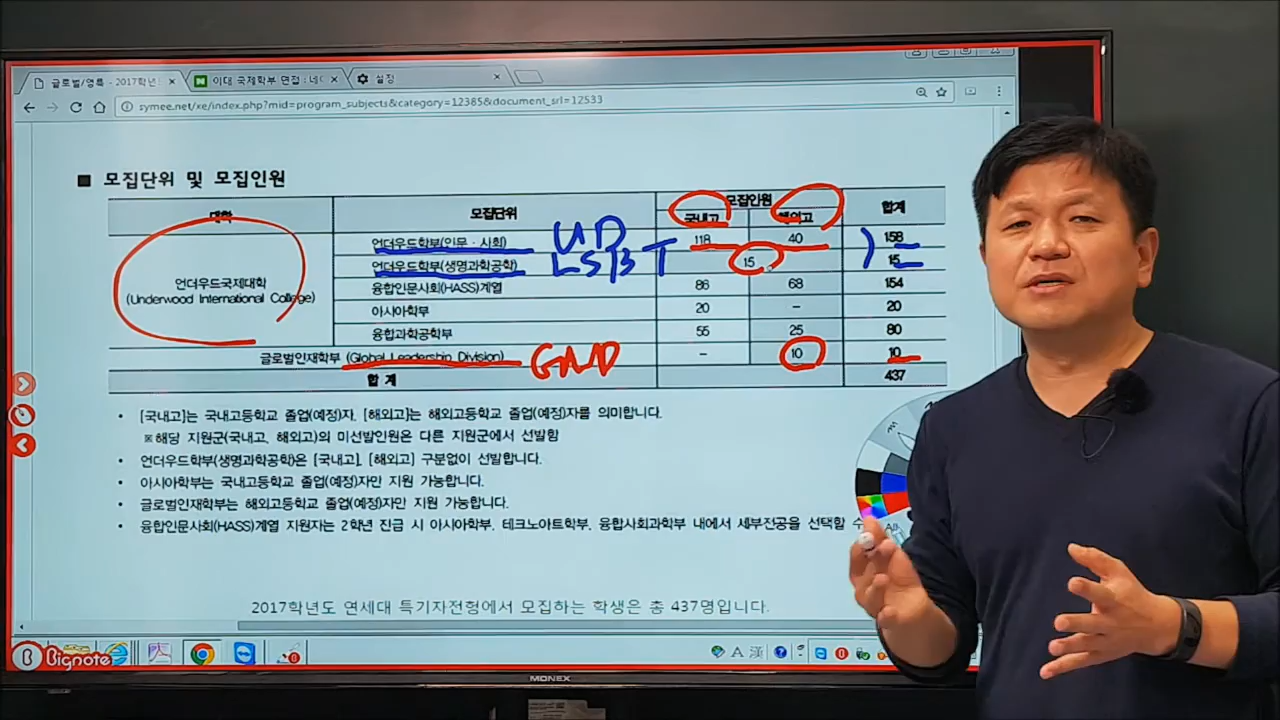 글로벌/영특 - 2017학년 × 이대 국제학부 면접 : 네 × 설정 ×
symee.net/xe/index.php?mid=program_subjects&category=12385&document_srl=12533
■ 모집단위 및 모집인원
대학 모집단위 모집인원 합계
국내고 해외고
언더우드국제대학
(Underwood International College)
언더우드학부(인문·사회) UD 118 40 158
언더우드학부(생명과학공학) LSBT 15 15
융합인문사회(HASS)계열 86 68 154
아시아학부 20 - 20
융합과학공학부 55 25 80
글로벌인재학부 (Global Leadership Division) - 10 10
합 계 437
• [국내고]는 국내고등학교 졸업(예정)자, [해외고]는 해외고등학교 졸업(예정)자를 의미합니다.
※ 해당 지원군(국내고, 해외고)의 미선발인원은 다른 지원군에서 선발함
• 언더우드학부(생명과학공학)은 [국내고], [해외고] 구분없이 선발합니다.
• 아시아학부는 국내고등학교 졸업(예정)자만 지원 가능합니다.
• 글로벌인재학부는 해외고등학교 졸업(예정)자만 지원 가능합니다.
• 융합인문사회(HASS)계열 지원자는 2학년 진급 시 아시아학부, 테크노아트학부, 융합사회과학부 내에서 세부전공을 선택할 수
All
2017학년도 연세대 특기자전형에서 모집하는 학생은 총 437명입니다.
Bignote
A 漢
MONEX